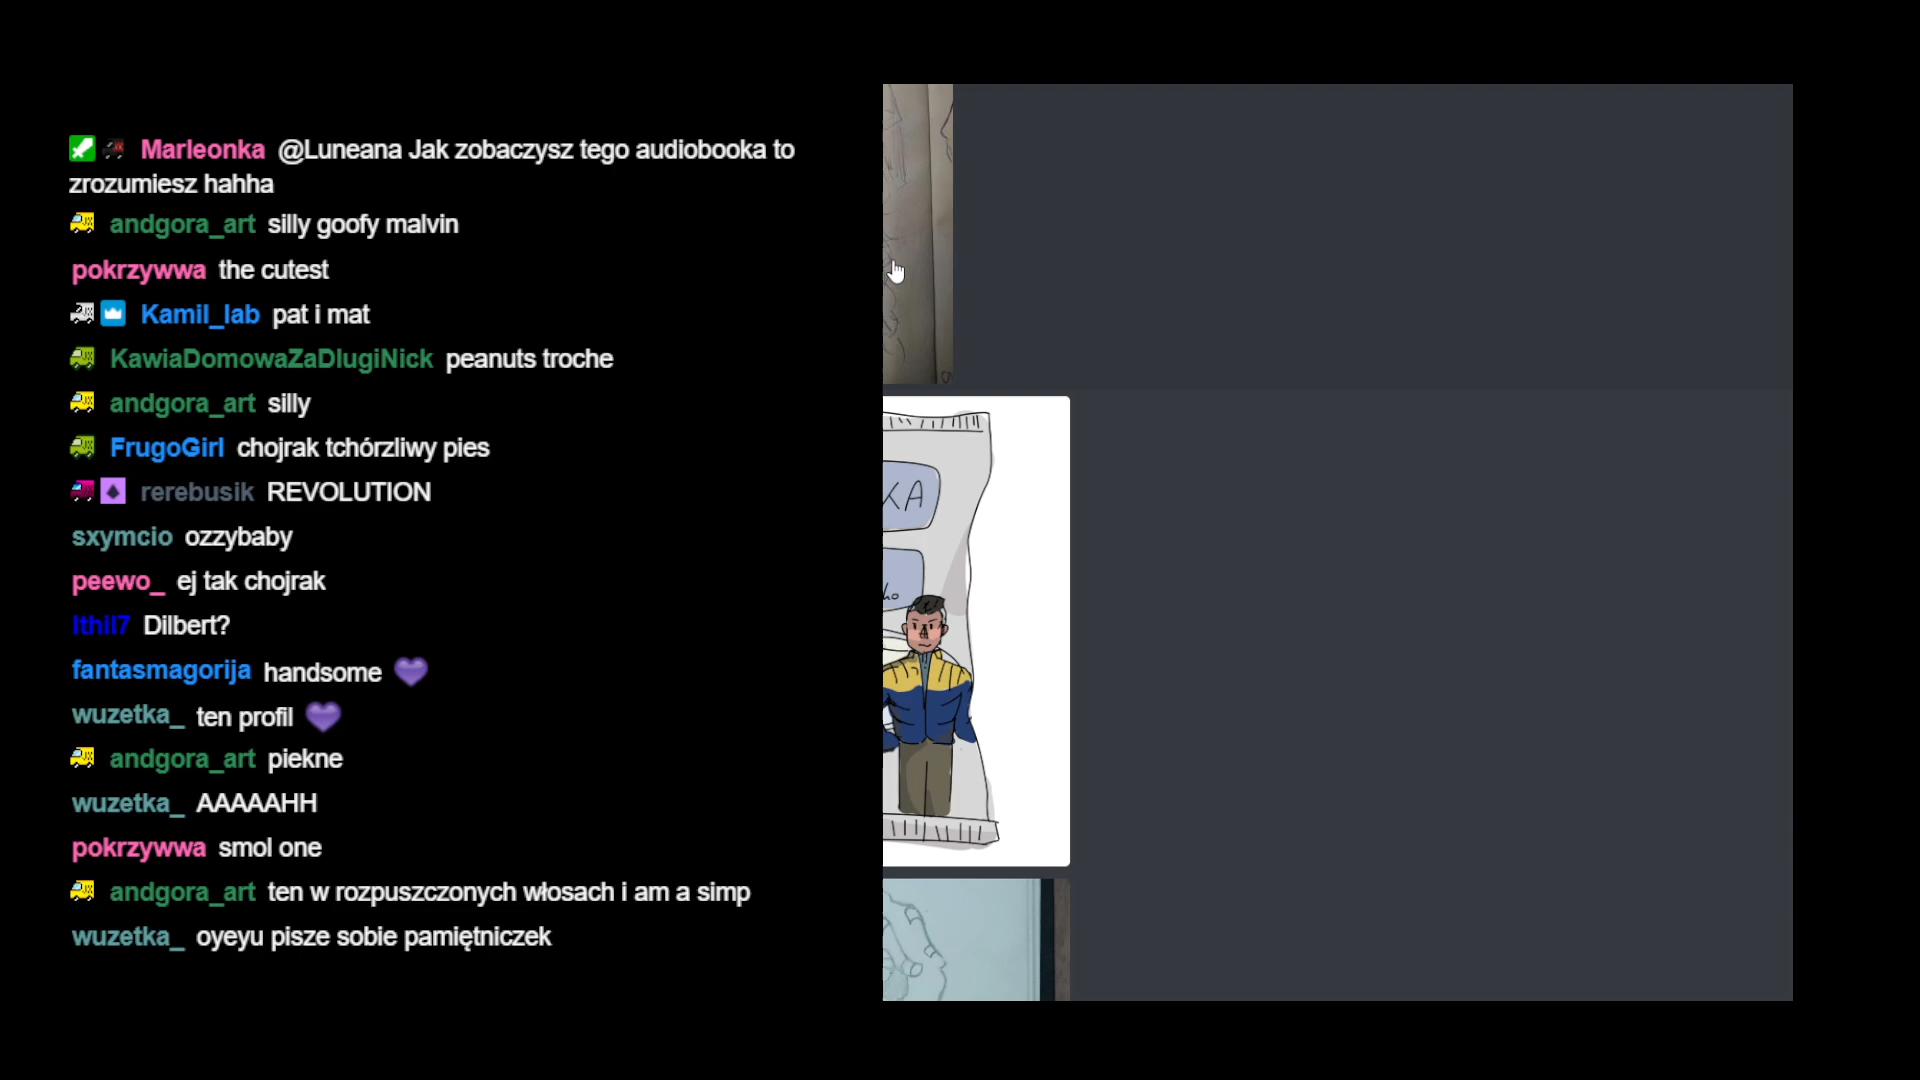 Marleonka @Luneana Jak zobaczysz tego audiobooka to
zrozumiesz hahha
andgora_art silly goofy malvin
pokrzywwa the cutest
Kamil_lab pat i mat
KawiaDomowaZaDlugiNick peanuts troche
andgora_art silly
FrugoGirl chojrak tchórzliwy pies
rerebusik REVOLUTION
sxymcio ozzybaby
peewo_ ej tak chojrak
Ithil7 Dilbert?
fantasmagorija handsome
wuzetka_ ten profil
andgora_art piekne
wuzetka_ AAAAAHH
pokrzywwa smol one
andgora_art ten w rozpuszczonych włosach i am a simp
wuzetka_ oyeyu pisze sobie pamiętniczek
KA